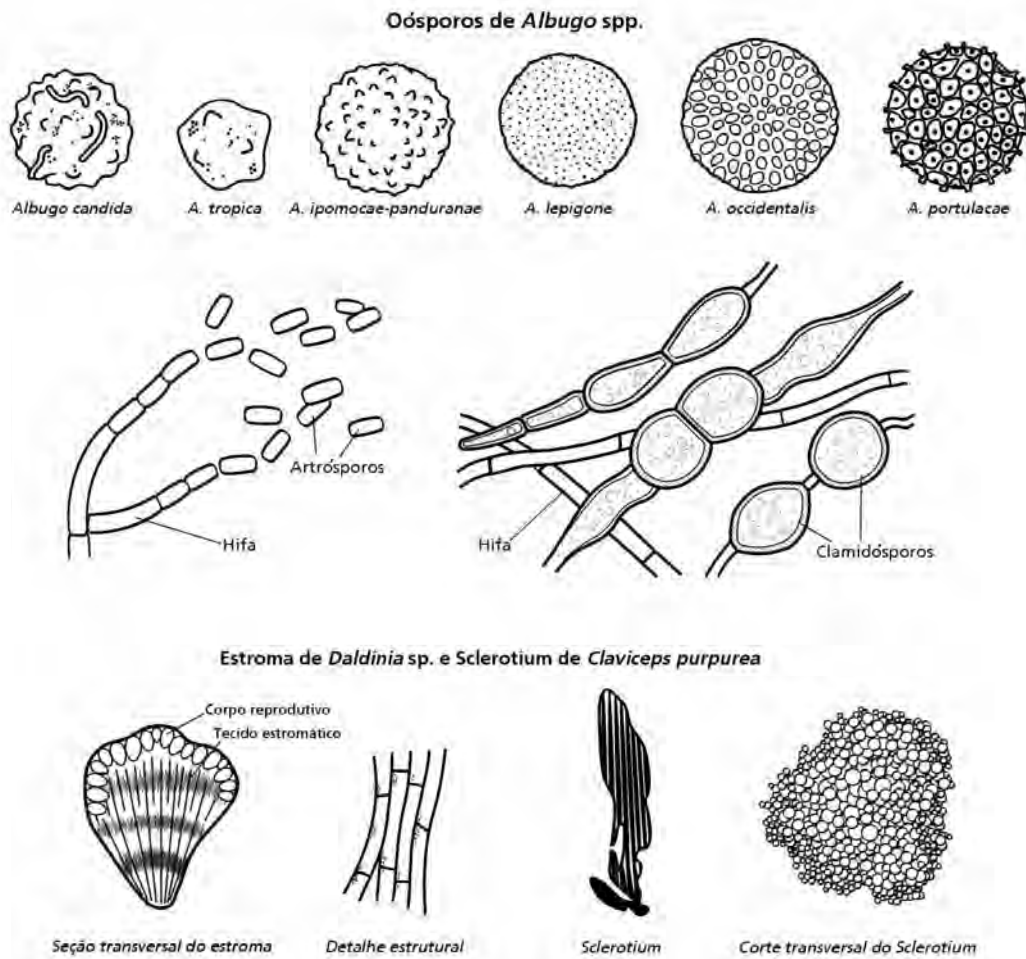 Oósporos de Albugo spp.
Albugo candida
A. tropica
A. ipomocae-panduranae
A. lepigone
A. occidentalis
A. portulacae
Artrósporos
Hifa
Hifa
Clamidósporos
Estroma de Daldínia sp. e Sclerotium de Claviceps purpurea
Corpo reprodutivo
Tecido estromático
Seção transversal do estroma
Detalhe estrutural
Sclerotium
Corte transversal do Sclerotium